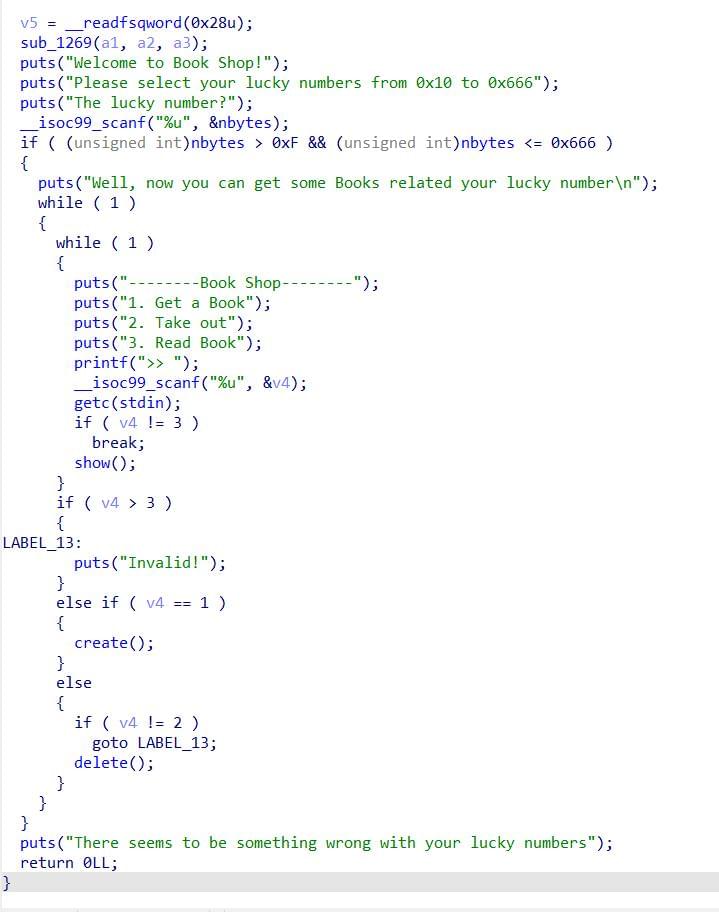 v5 = __readfsqword(0x28u);
sub_1269(a1, a2, a3);
puts("Welcome to Book Shop!");
puts("Please select your lucky numbers from 0x10 to 0x666");
puts("The lucky number?");
__isoc99_scanf("%u", &nbytes);
if ( (unsigned int)nbytes > 0xF && (unsigned int)nbytes <= 0x666 )
{
puts("Well, now you can get some Books related your lucky number\n");
while ( 1 )
{
while ( 1 )
{
puts("--------Book Shop--------");
puts("1. Get a Book");
puts("2. Take out");
puts("3. Read Book");
printf(">> ");
__isoc99_scanf("%u", &v4);
getc(stdin);
if ( v4 != 3 )
break;
show();
}
if ( v4 > 3 )
{
LABEL_13:
puts("Invalid!");
}
else if ( v4 == 1 )
{
create();
}
else
{
if ( v4 != 2 )
goto LABEL_13;
delete();
}
}
}
puts("There seems to be something wrong with your lucky numbers");
return 0LL;
}